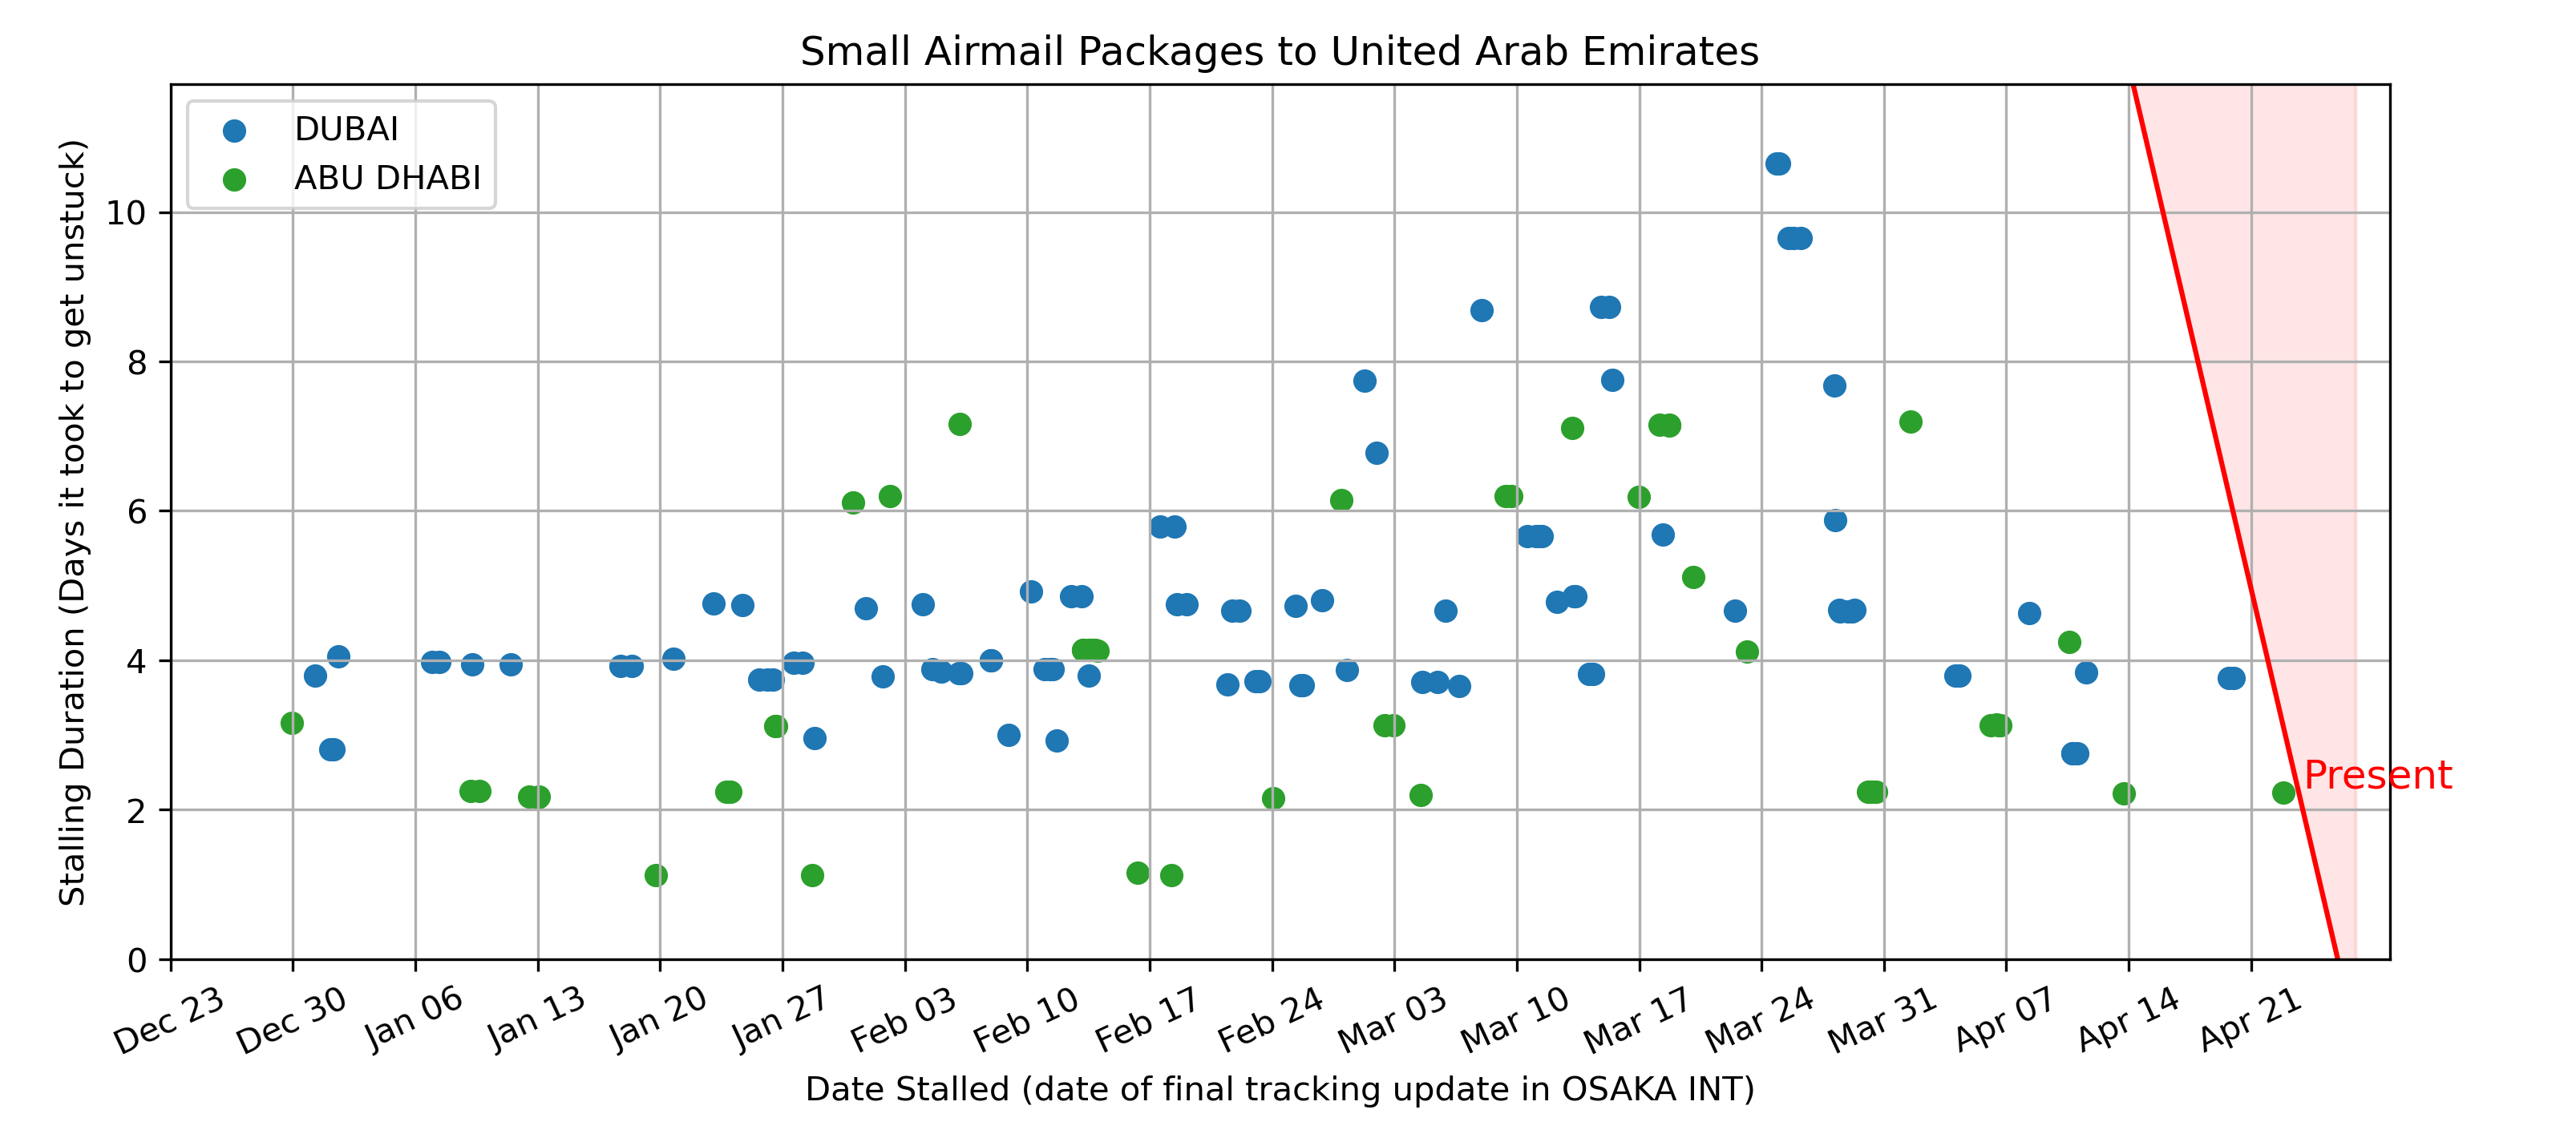 Small Airmail Packages to United Arab Emirates
DUBAI
ABU DHABI
Stalling Duration (Days it took to get unstuck)
10
8
6
4
2
0
Present
Dec 23
Dec 30
Jan 06
Jan 13
Jan 20
Jan 27
Feb 03
Feb 10
Feb 17
Feb 24
Mar 03
Mar 10
Mar 17
Mar 24
Mar 31
Apr 07
Apr 14
Apr 21
Date Stalled (date of final tracking update in OSAKA INT)